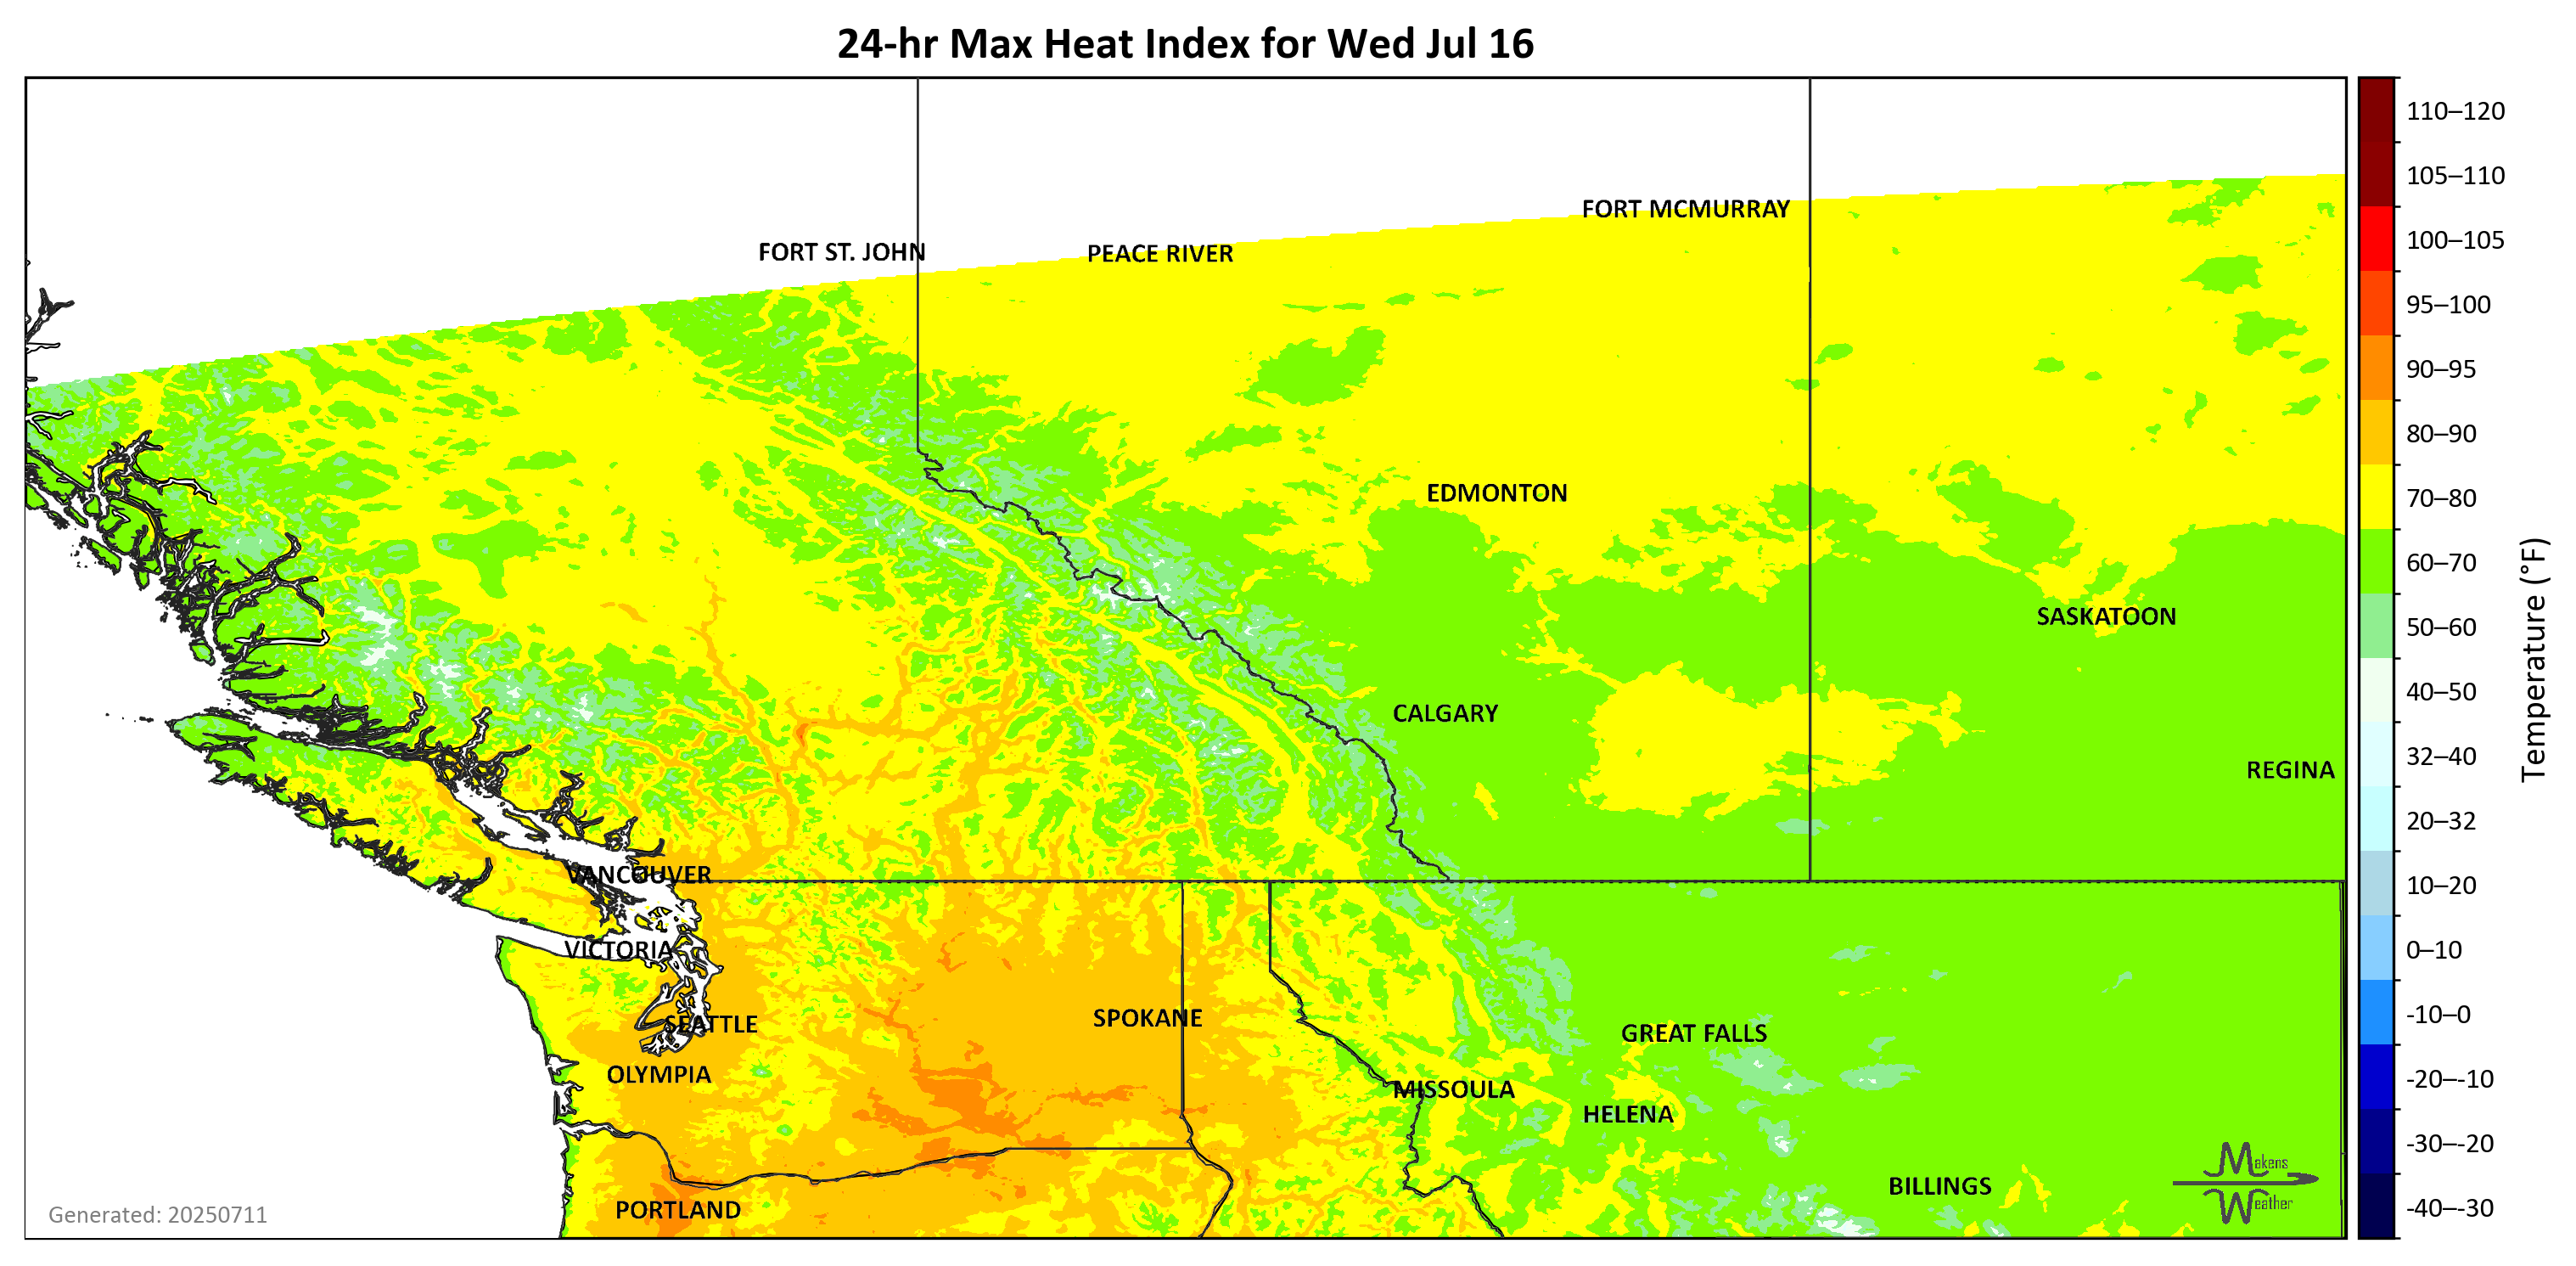 24-hr Max Heat Index for Wed Jul 16
110–120
105–110
FORT MCMURRAY
100–105
FORT ST. JOHN
PEACE RIVER
95–100
90–95
80–90
EDMONTON
70–80
60–70
SASKATOON
50–60
40–50
CALGARY
32–40
REGINA
Temperature (°F)
20–32
VANCOUVER
10–20
VICTORIA
0–10
SEATTLE
SPOKANE
GREAT FALLS
-10–0
OLYMPIA
MISSOULA
-20–-10
HELENA
-30–-20
Makens
Weather
BILLINGS
PORTLAND
-40–-30
Generated: 20250711